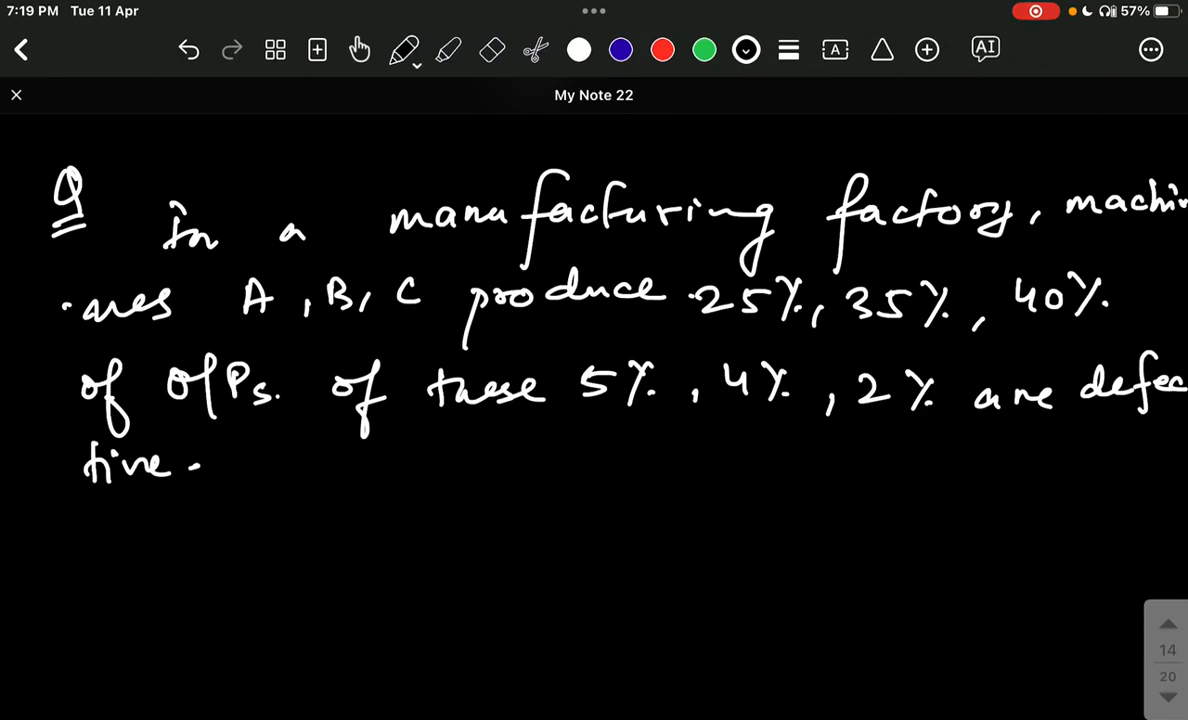 7:19 PM Tue 11 Apr
57%
A
AI
My Note 22
Q In a manufacturing factory, machi
nes A, B, C produce 25%, 35%, 40%
of O/Ps. of these 5%, 4%, 2% are defec
tive.
14
20